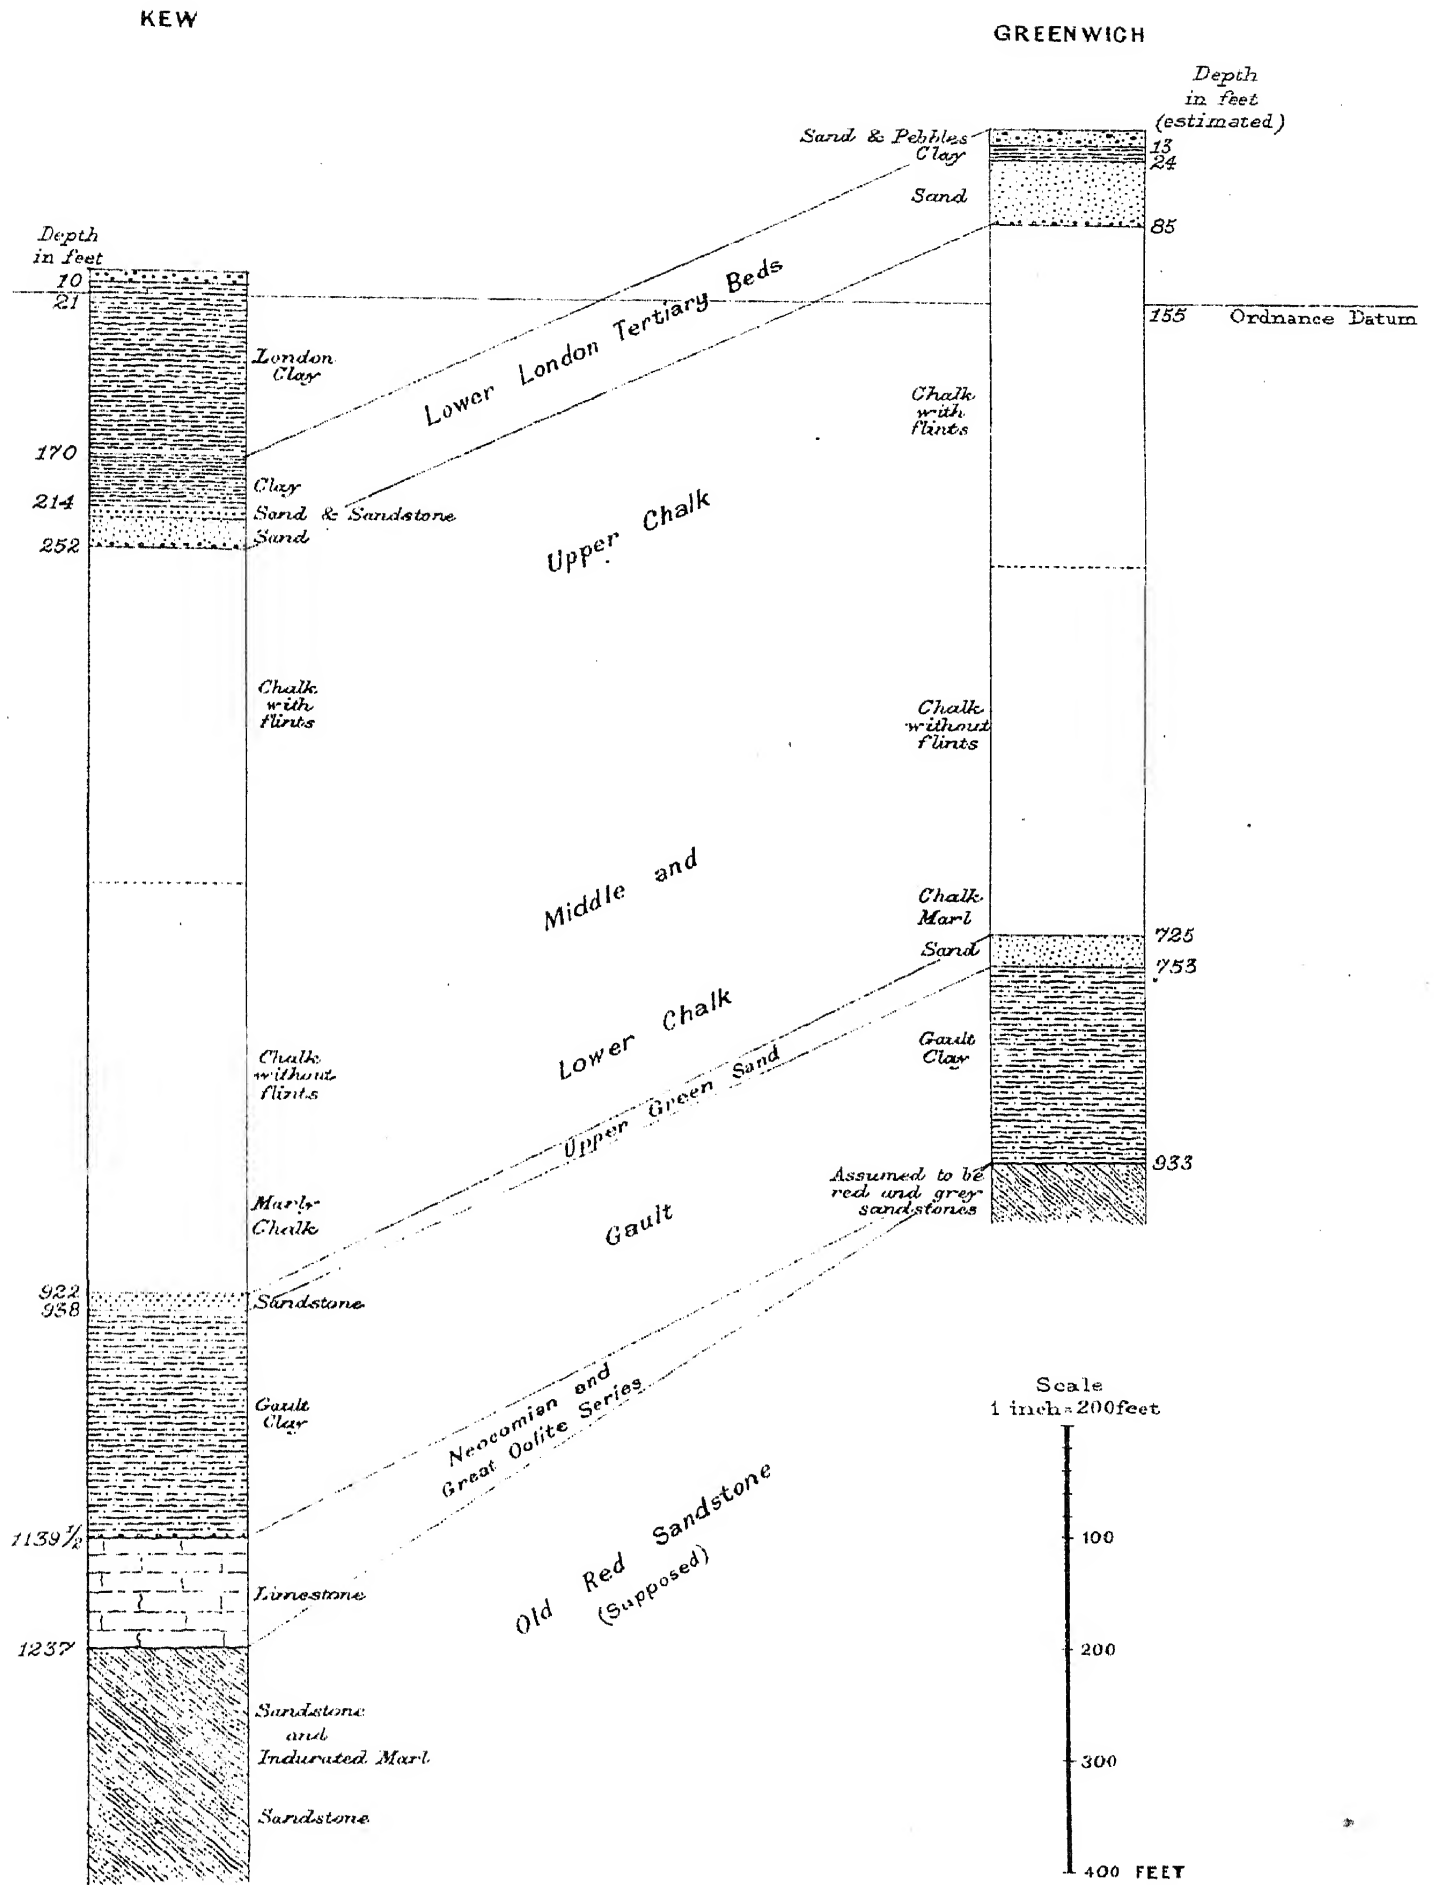 KEW
GREENWICH
Depth
in feet
(estimated)
Sand & Pebbles
Clay
Sand
13
24
85
155
Ordnance Datum
Depth
in feet
10
21
170
214
252
922
938
1139½
1237
London
Clay
Clay
Sand & Sandstone
Sand
Chalk
with
flints
Chalk
without
flints
Marly
Chalk
Sandstone
Gault
Clay
Limestone
Sandstone
and
Indurated Marl
Sandstone
Lower London Tertiary Beds
Upper Chalk
Middle and
Lower Chalk
Upper Green Sand
Gault
Neocomian and
Great Oolite Series
Old Red Sandstone
(Supposed)
Chalk
with
flints
Chalk
without
flints
Chalk
Marl
Sand
Gault
Clay
Assumed to be
red and grey
sandstones
725
753
933
Scale
1 inch=200feet
100
200
300
400 FEET